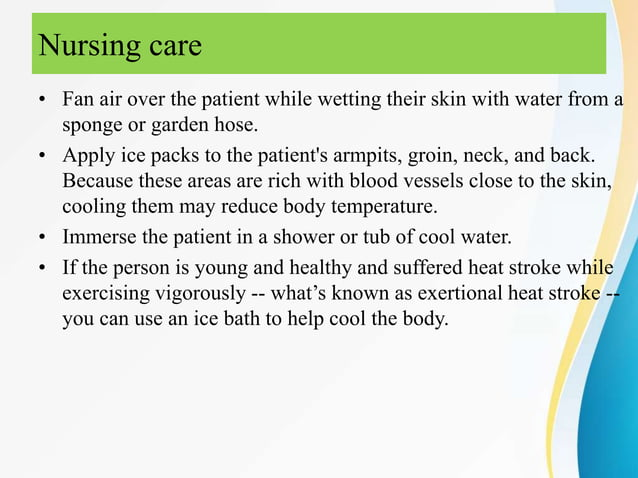 Nursing care
• Fan air over the patient while wetting their skin with water from a
sponge or garden hose.
• Apply ice packs to the patient's armpits, groin, neck, and back.
Because these areas are rich with blood vessels close to the skin,
cooling them may reduce body temperature.
• Immerse the patient in a shower or tub of cool water.
• If the person is young and healthy and suffered heat stroke while
exercising vigorously -- what’s known as exertional heat stroke --
you can use an ice bath to help cool the body.